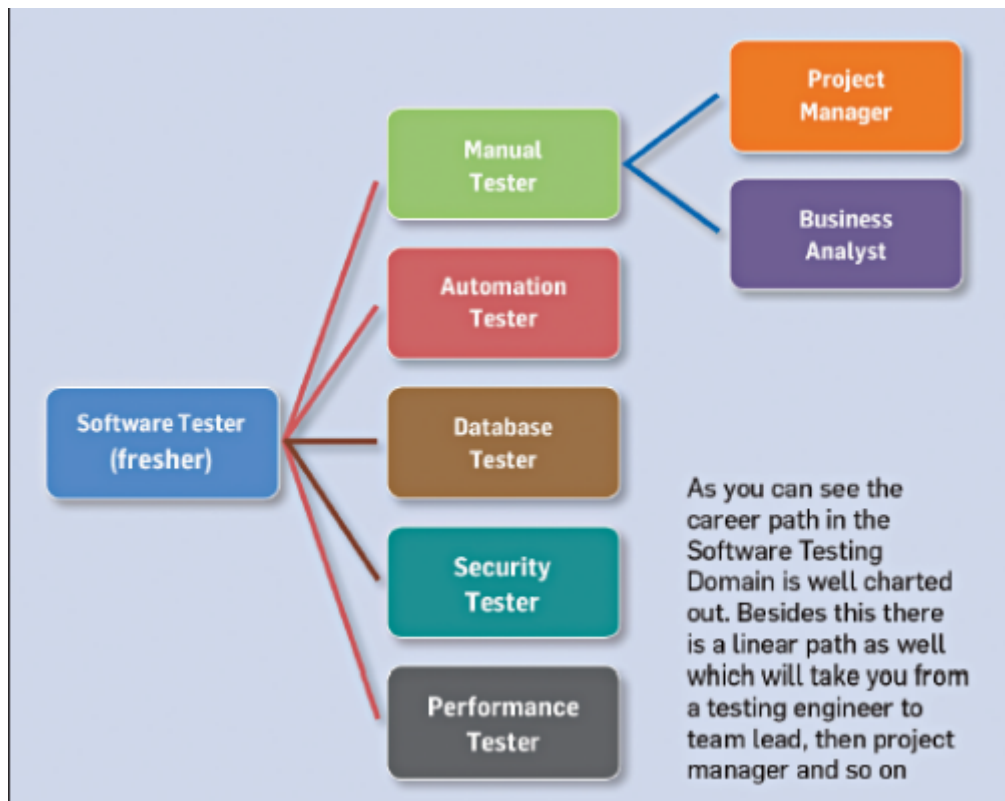 Project
Manager
Manual
Tester
Business
Analyst
Automation
Tester
Software Tester
(fresher)
Database
Tester
Security
Tester
Performance
Tester
As you can see the
career path in the
Software Testing
Domain is well charted
out. Besides this there
is a linear path as well
which will take you from
a testing engineer to
team lead, then project
manager and so on